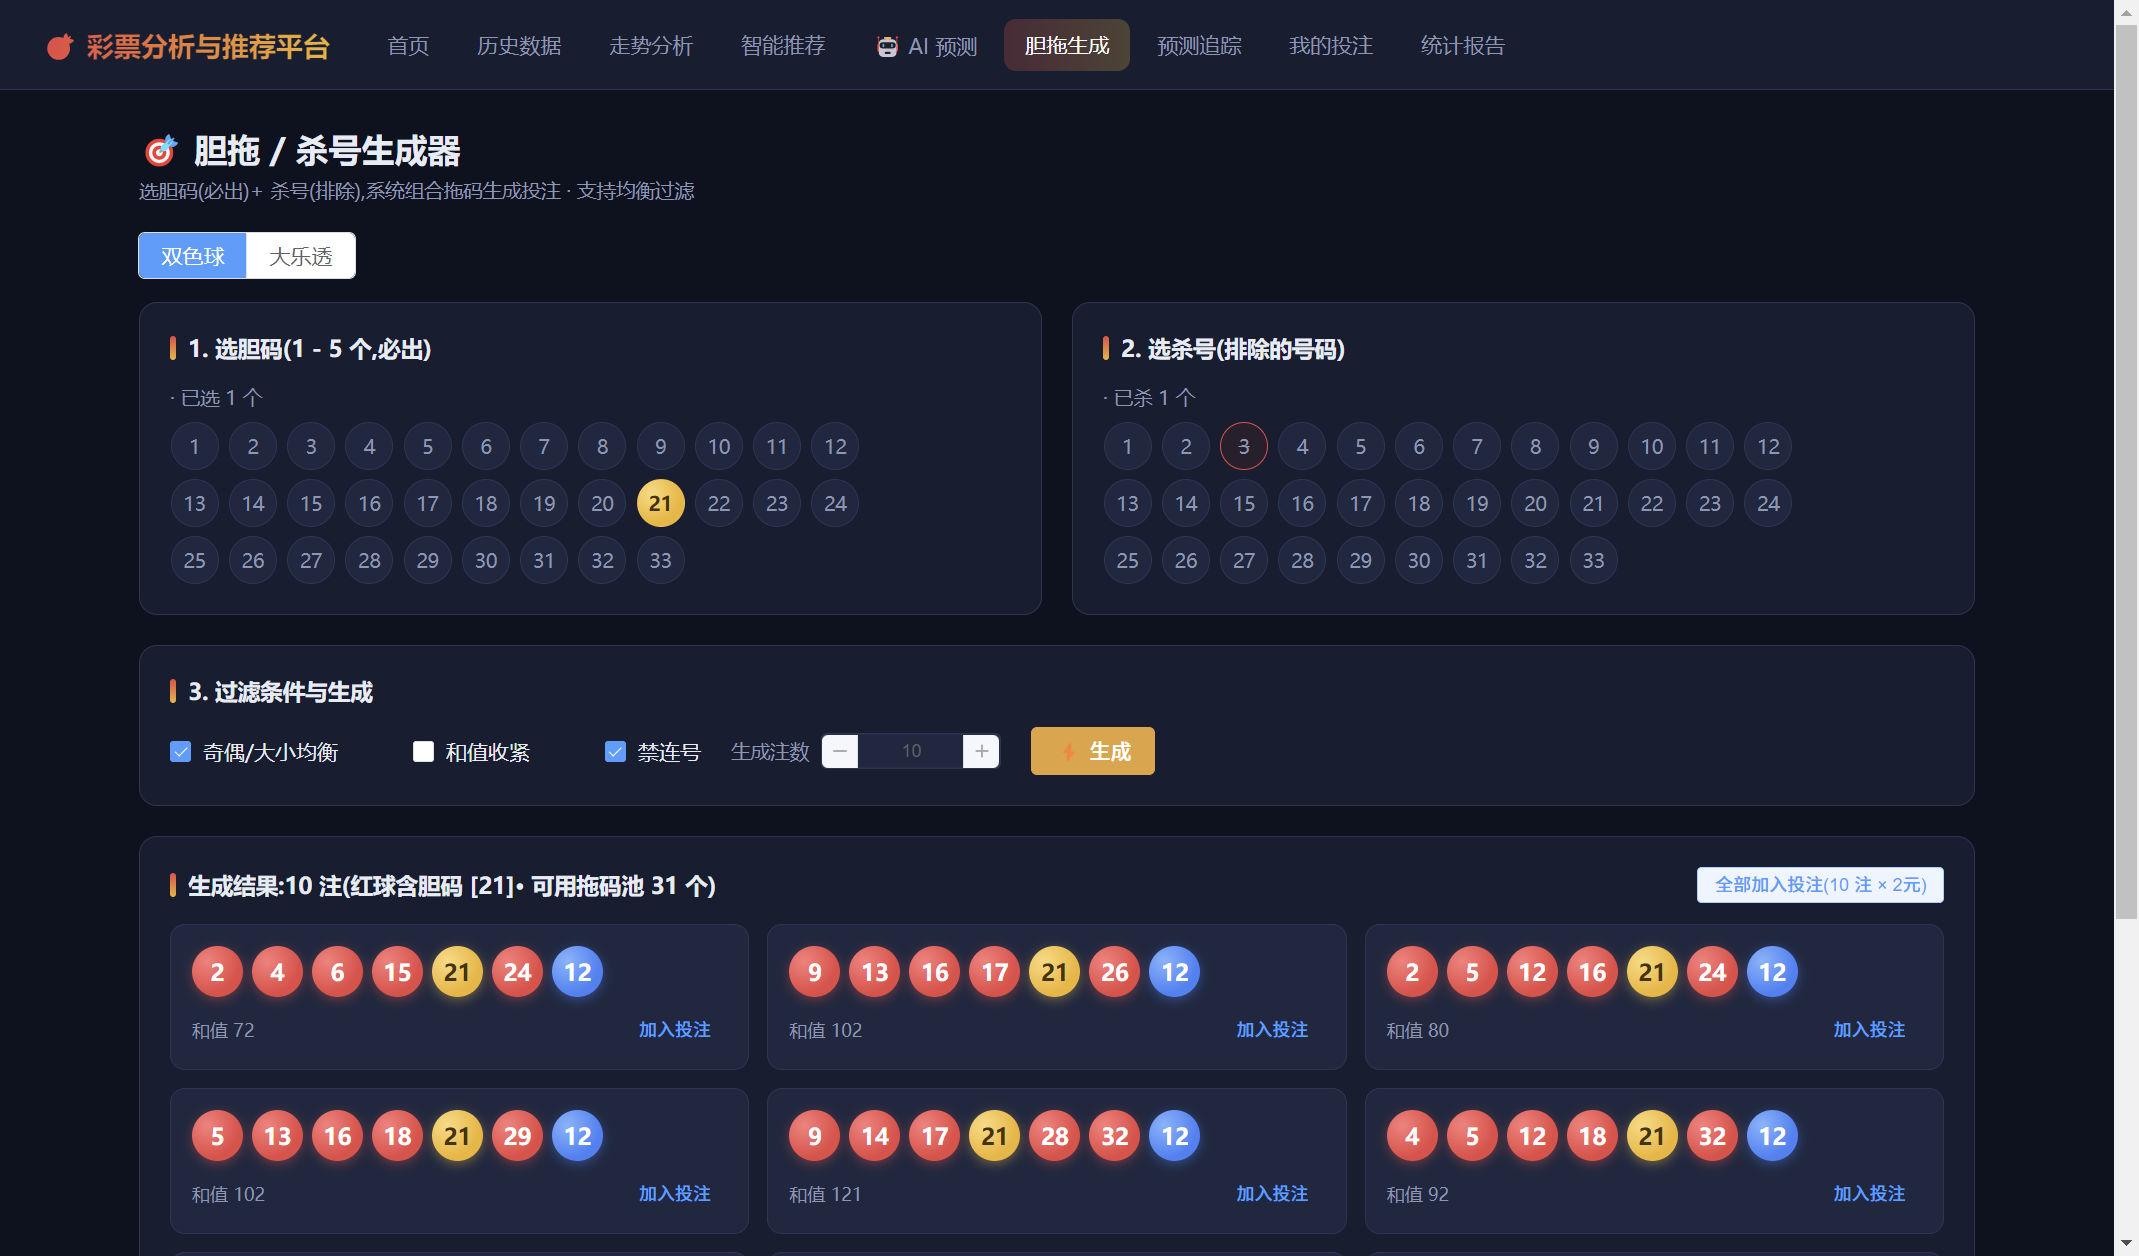 彩票分析与推荐平台 首页 历史数据 走势分析 智能推荐 AI 预测 胆拖生成 预测追踪 我的投注 统计报告
胆拖 / 杀号生成器
选胆码(必出)+ 杀号(排除),系统组合拖码生成投注 · 支持均衡过滤
双色球 大乐透
1. 选胆码(1 - 5 个,必出)
· 已选 1 个
1 2 3 4 5 6 7 8 9 10 11 12
13 14 15 16 17 18 19 20 21 22 23 24
25 26 27 28 29 30 31 32 33
2. 选杀号(排除的号码)
· 已杀 1 个
1 2 3 4 5 6 7 8 9 10 11 12
13 14 15 16 17 18 19 20 21 22 23 24
25 26 27 28 29 30 31 32 33
3. 过滤条件与生成
奇偶/大小均衡 和值收紧 禁连号 生成注数 − 10 + 生成
生成结果:10 注(红球含胆码 [21]• 可用拖码池 31 个) 全部加入投注(10 注 × 2元)
2 4 6 15 21 24 12
和值 72 加入投注
9 13 16 17 21 26 12
和值 102 加入投注
2 5 12 16 21 24 12
和值 80 加入投注
5 13 16 18 21 29 12
和值 102 加入投注
9 14 17 21 28 32 12
和值 121 加入投注
4 5 12 18 21 32 12
和值 92 加入投注